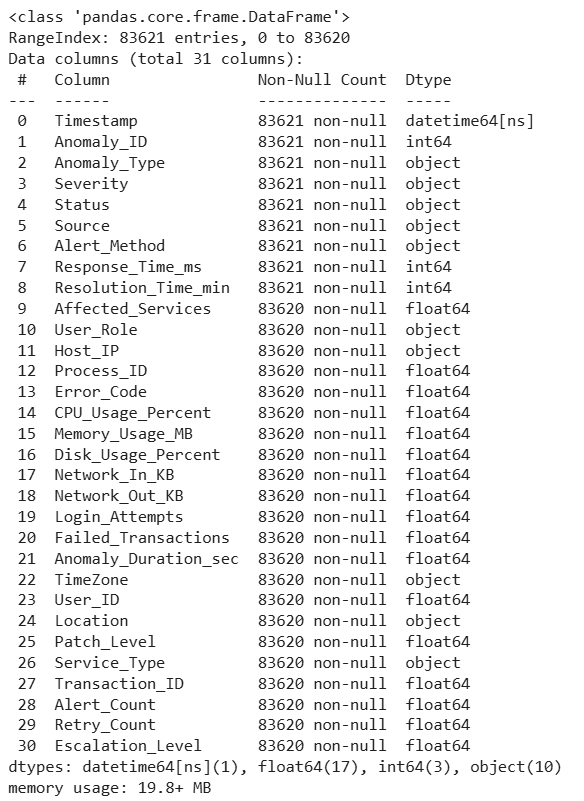 <class 'pandas.core.frame.DataFrame'>
RangeIndex: 83621 entries, 0 to 83620
Data columns (total 31 columns):
 #   Column                Non-Null Count  Dtype
---  ------                --------------  -----
 0   Timestamp             83621 non-null  datetime64[ns]
 1   Anomaly_ID            83621 non-null  int64
 2   Anomaly_Type          83621 non-null  object
 3   Severity              83621 non-null  object
 4   Status                83621 non-null  object
 5   Source                83621 non-null  object
 6   Alert_Method          83621 non-null  object
 7   Response_Time_ms      83621 non-null  int64
 8   Resolution_Time_min   83621 non-null  int64
 9   Affected_Services     83620 non-null  float64
 10  User_Role             83620 non-null  object
 11  Host_IP               83620 non-null  object
 12  Process_ID            83620 non-null  float64
 13  Error_Code            83620 non-null  float64
 14  CPU_Usage_Percent     83620 non-null  float64
 15  Memory_Usage_MB       83620 non-null  float64
 16  Disk_Usage_Percent    83620 non-null  float64
 17  Network_In_KB         83620 non-null  float64
 18  Network_Out_KB        83620 non-null  float64
 19  Login_Attempts        83620 non-null  float64
 20  Failed_Transactions   83620 non-null  float64
 21  Anomaly_Duration_sec  83620 non-null  float64
 22  TimeZone              83620 non-null  object
 23  User_ID               83620 non-null  float64
 24  Location              83620 non-null  object
 25  Patch_Level           83620 non-null  float64
 26  Service_Type          83620 non-null  object
 27  Transaction_ID        83620 non-null  float64
 28  Alert_Count           83620 non-null  float64
 29  Retry_Count           83620 non-null  float64
 30  Escalation_Level      83620 non-null  float64
dtypes: datetime64[ns](1), float64(17), int64(3), object(10)
memory usage: 19.8+ MB